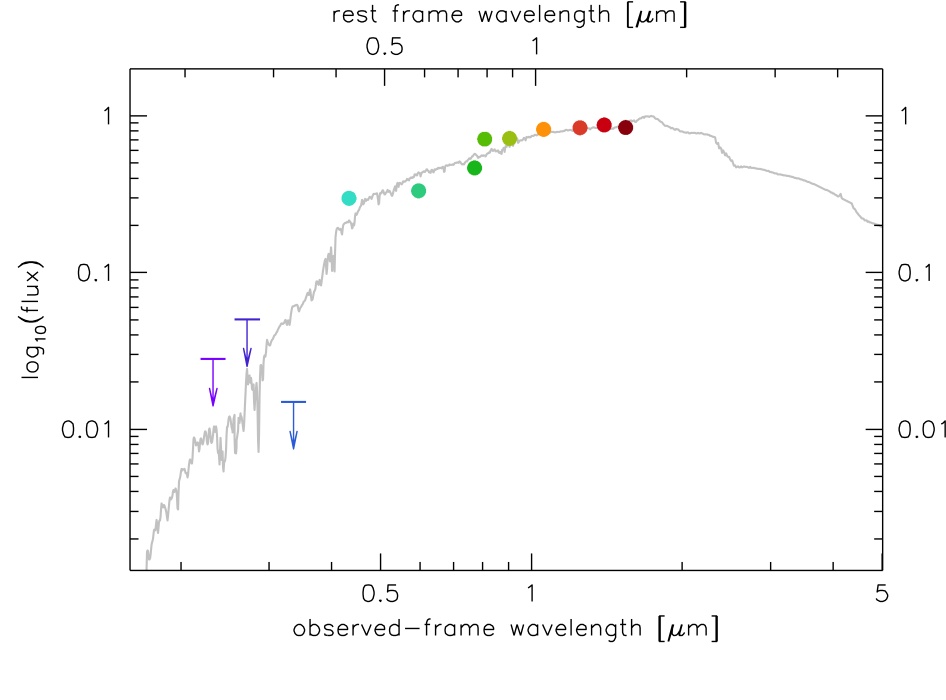 rest frame wavelength [μm]
0.5 1
1 1
0.1 0.1
0.01 0.01
log10(flux)
0.5 1 5
observed-frame wavelength [μm]